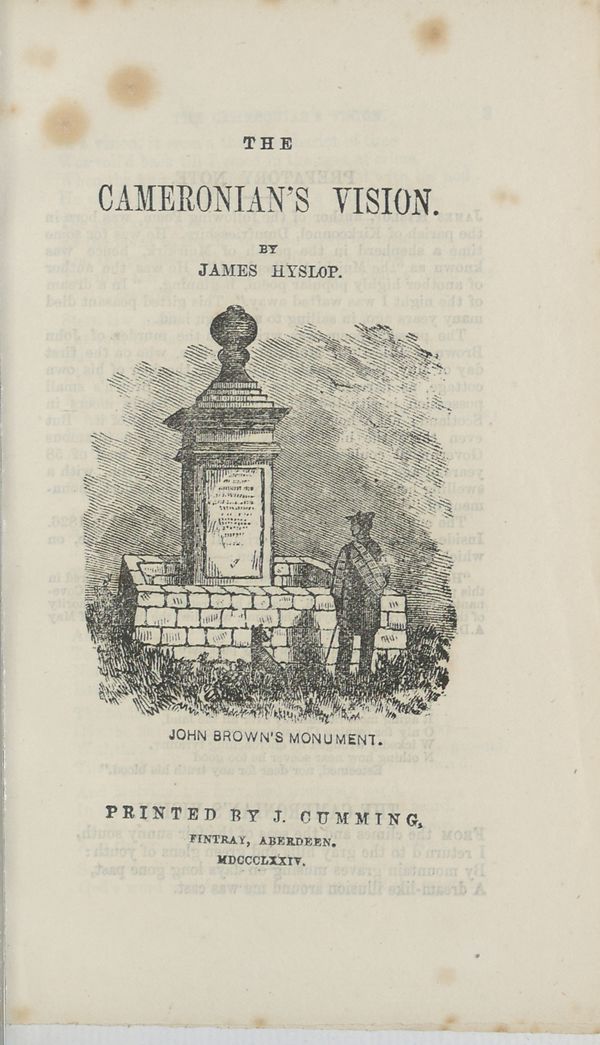 THE
CAMERONIAN'S VISION.
BY
JAMES HYSLOP.
JOHN BROWN'S MONUMENT.
PRINTED BY J. CUMMING,
FINTRAY, ABERDEEN.
MDCCCLXXIV.